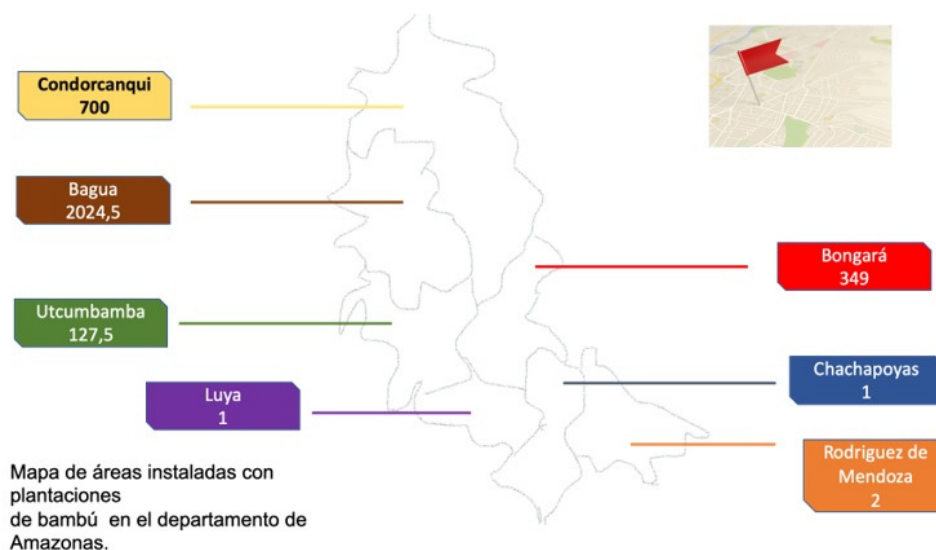 Condorcanqui
700
Bagua
2024,5
Bongará
349
Utcumbamba
127,5
Chachapoyas
1
Luya
1
Rodriguez de
Mendoza
2
Mapa de áreas instaladas con
plantaciones
de bambú en el departamento de
Amazonas.